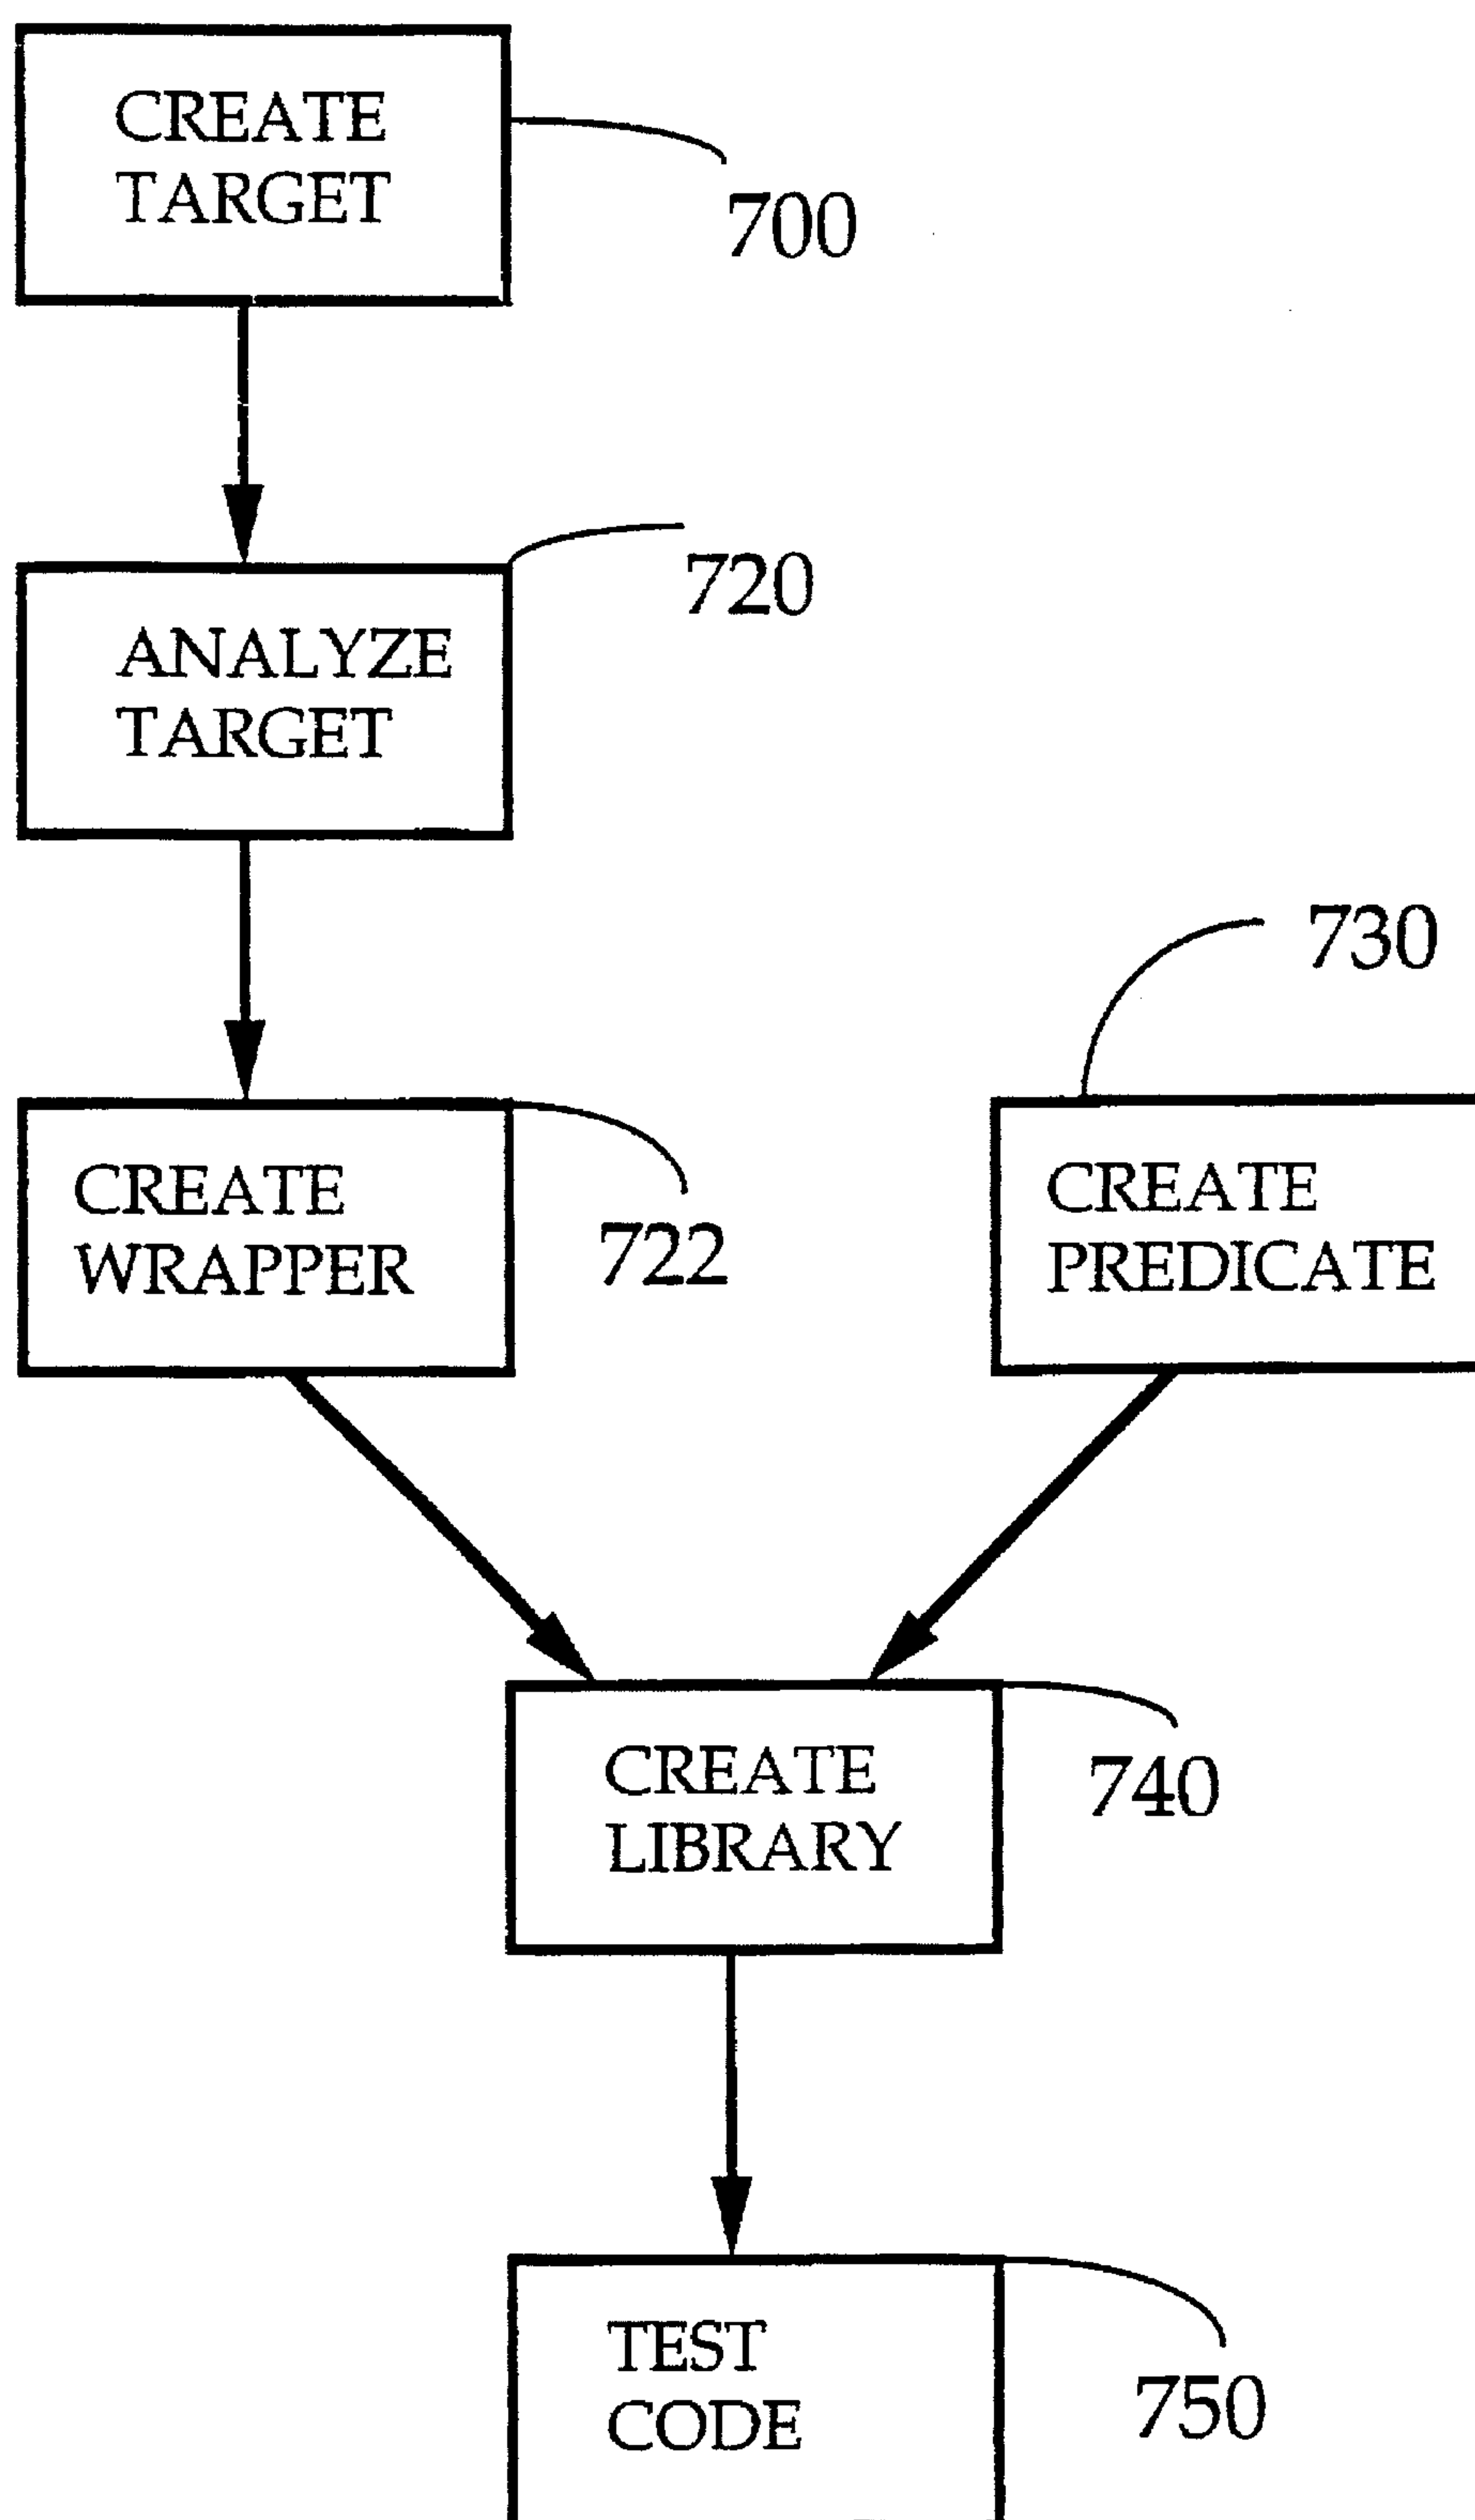 CREATE
TARGET
700
720
ANALYZE
TARGET
730
CREATE
WRAPPER
722
CREATE
PREDICATE
CREATE
LIBRARY
740
TEST
CODE
750